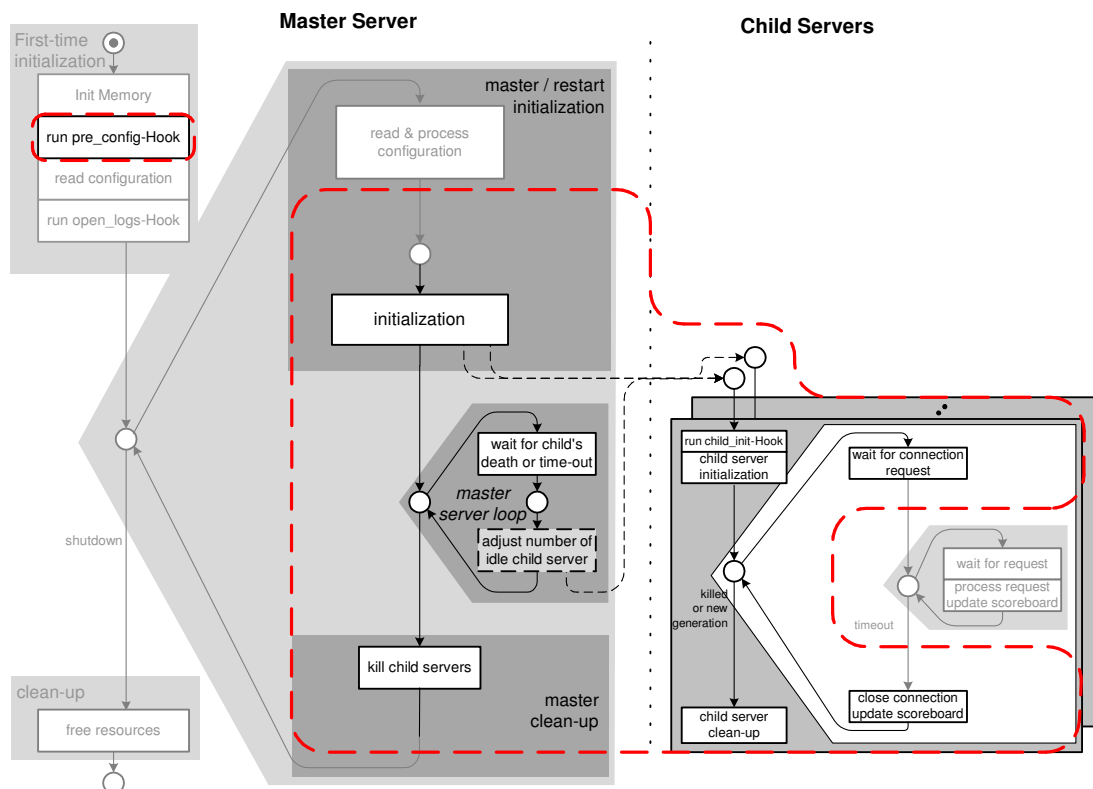 Master Server
Child Servers
First-time
initialization
Init Memory
run pre_config-Hook
read configuration
run open_logs-Hook
master / restart
initialization
read & process
configuration
initialization
wait for child's
death or time-out
master
server loop
adjust number of
idle child server
shutdown
kill child servers
master
clean-up
clean-up
free resources
run child_init-Hook
child server
initialization
wait for connection
request
wait for request
process request
update scoreboard
killed
or new
generation
timeout
close connection
update scoreboard
child server
clean-up